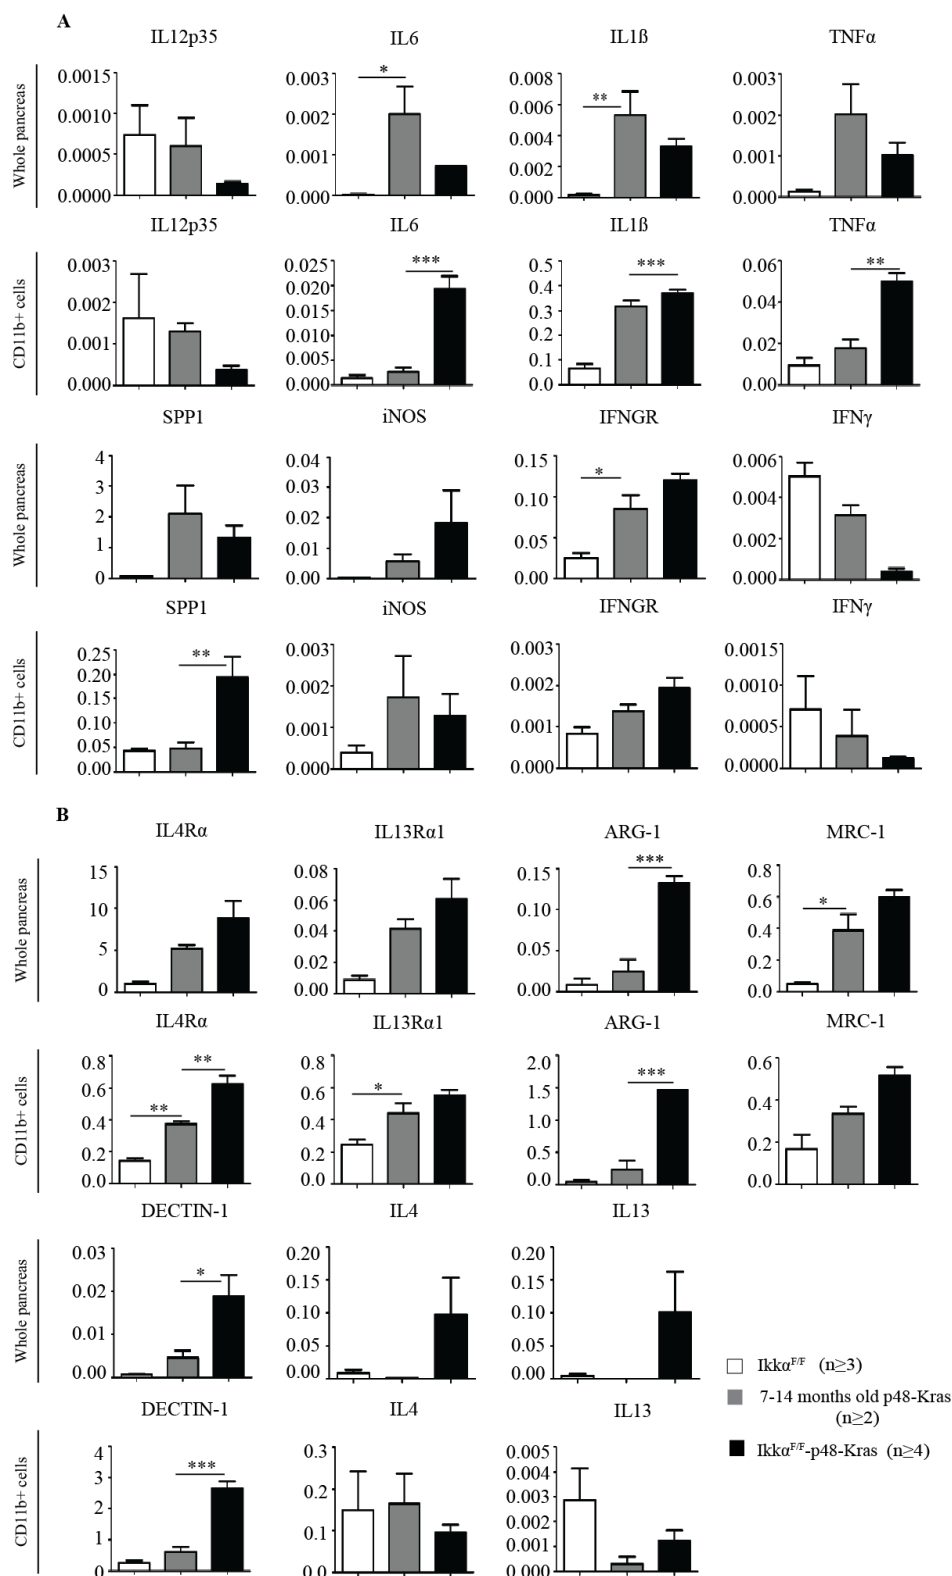 A
IL12p35 IL6 IL1ß TNFα
Whole pancreas
0.0015 0.003 0.008 0.003
0.0010 0.002 0.006 0.002
0.0005 0.001 0.004 0.001
0.0000 0.000 0.002 0.000
0.000
* **
IL12p35 IL6 IL1ß TNFα
CD11b+ cells
0.003 0.025 0.5 0.06
0.002 0.020 0.4 0.04
0.001 0.015 0.3 0.02
0.000 0.010 0.2 0.00
0.005 0.1
0.000 0.0
*** *** **
SPP1 iNOS IFNGR IFNγ
Whole pancreas
4 0.04 0.15 0.006
3 0.03 0.10 0.004
2 0.02 0.05 0.002
1 0.01 0.00 0.000
0 0.00
*
SPP1 iNOS IFNGR IFNγ
CD11b+ cells
0.25 0.003 0.003 0.0015
0.20 0.002 0.002 0.0010
0.15 0.001 0.001 0.0005
0.10 0.000 0.000 0.0000
0.05
0.00
**
B
IL4Rα IL13Rα1 ARG-1 MRC-1
Whole pancreas
15 0.08 0.15 0.8
10 0.06 0.10 0.6
5 0.04 0.05 0.4
0 0.02 0.00 0.2
0.00 0.0
*** *
IL4Rα IL13Rα1 ARG-1 MRC-1
CD11b+ cells
0.8 0.8 2.0 0.6
0.6 0.6 1.5 0.4
0.4 0.4 1.0 0.2
0.2 0.2 0.5 0.0
0.0 0.0 0.0
** ** * ***
DECTIN-1 IL4 IL13
Whole pancreas
0.03 0.20 0.20
0.02 0.15 0.15
0.01 0.10 0.10
0.00 0.05 0.05
0.00 0.00
*
Ikkα^F/F (n≥3)
7-14 months old p48-Kras
(n≥2)
Ikkα^F/F-p48-Kras (n≥4)
DECTIN-1 IL4 IL13
CD11b+ cells
4 0.3 0.005
3 0.2 0.004
2 0.1 0.003
1 0.0 0.002
0 0.001
0.000
***